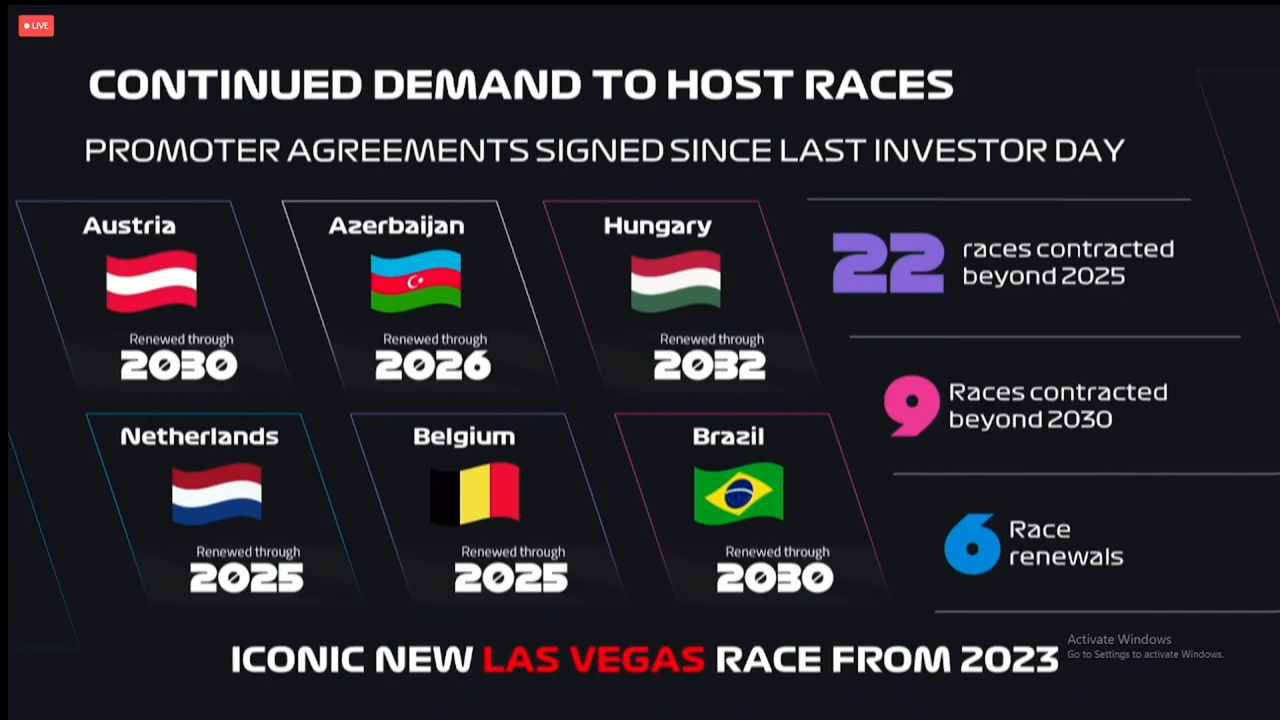 LIVE
CONTINUED DEMAND TO HOST RACES
PROMOTER AGREEMENTS SIGNED SINCE LAST INVESTOR DAY
Austria
Renewed through
2030
Azerbaijan
Renewed through
2026
Hungary
Renewed through
2032
22
races contracted
beyond 2025
Netherlands
Renewed through
2025
Belgium
Renewed through
2025
Brazil
Renewed through
2030
9
Races contracted
beyond 2030
6
Race
renewals
ICONIC NEW LAS VEGAS RACE FROM 2023
Activate Windows
Go to Settings to activate Windows.